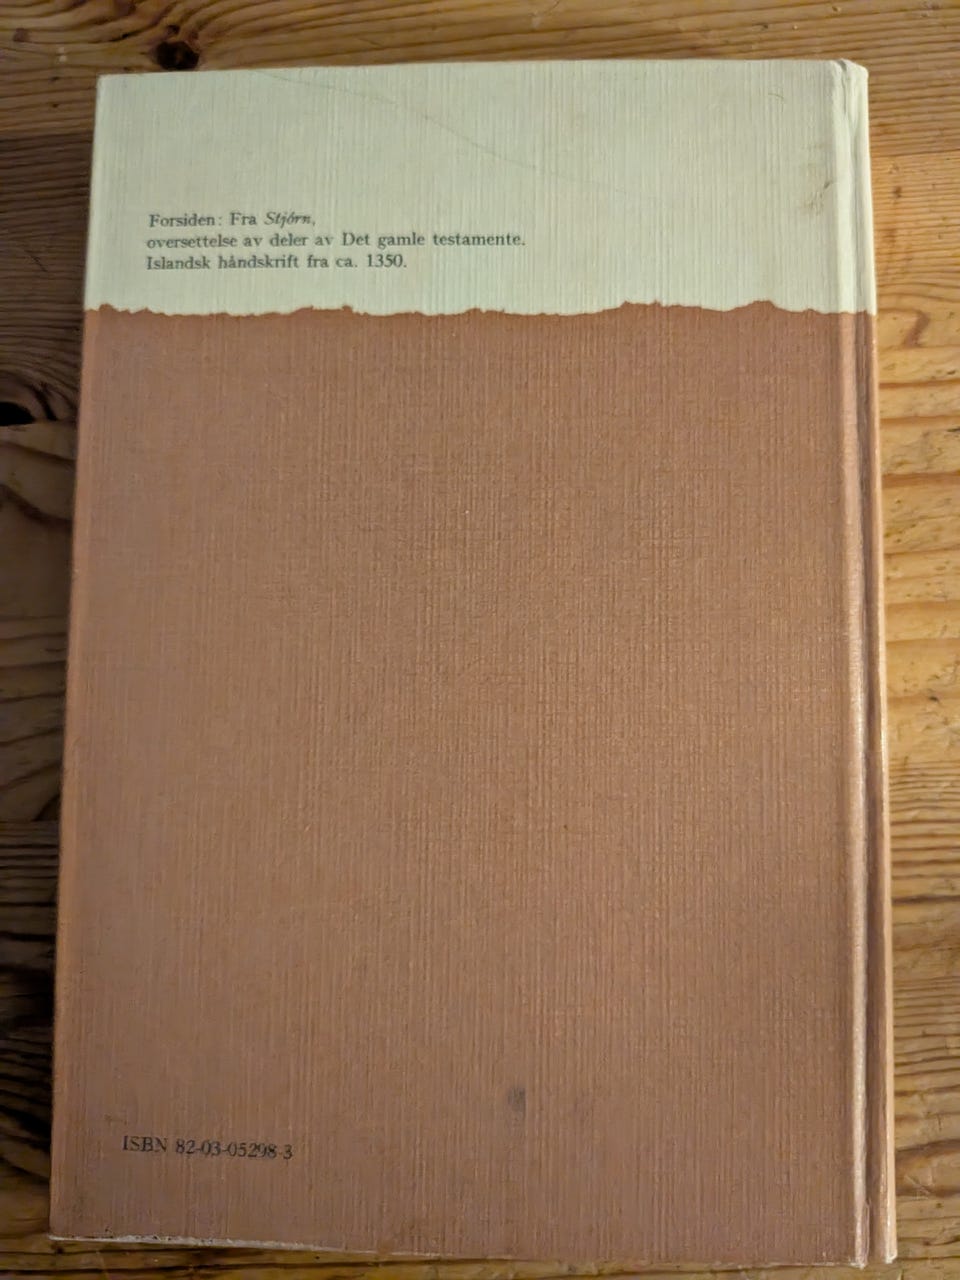 Forsiden: Fra Stjórn,
oversettelse av deler av Det gamle testamente.
Islandsk håndskrift fra ca. 1350.
ISBN 82-03-05298-3